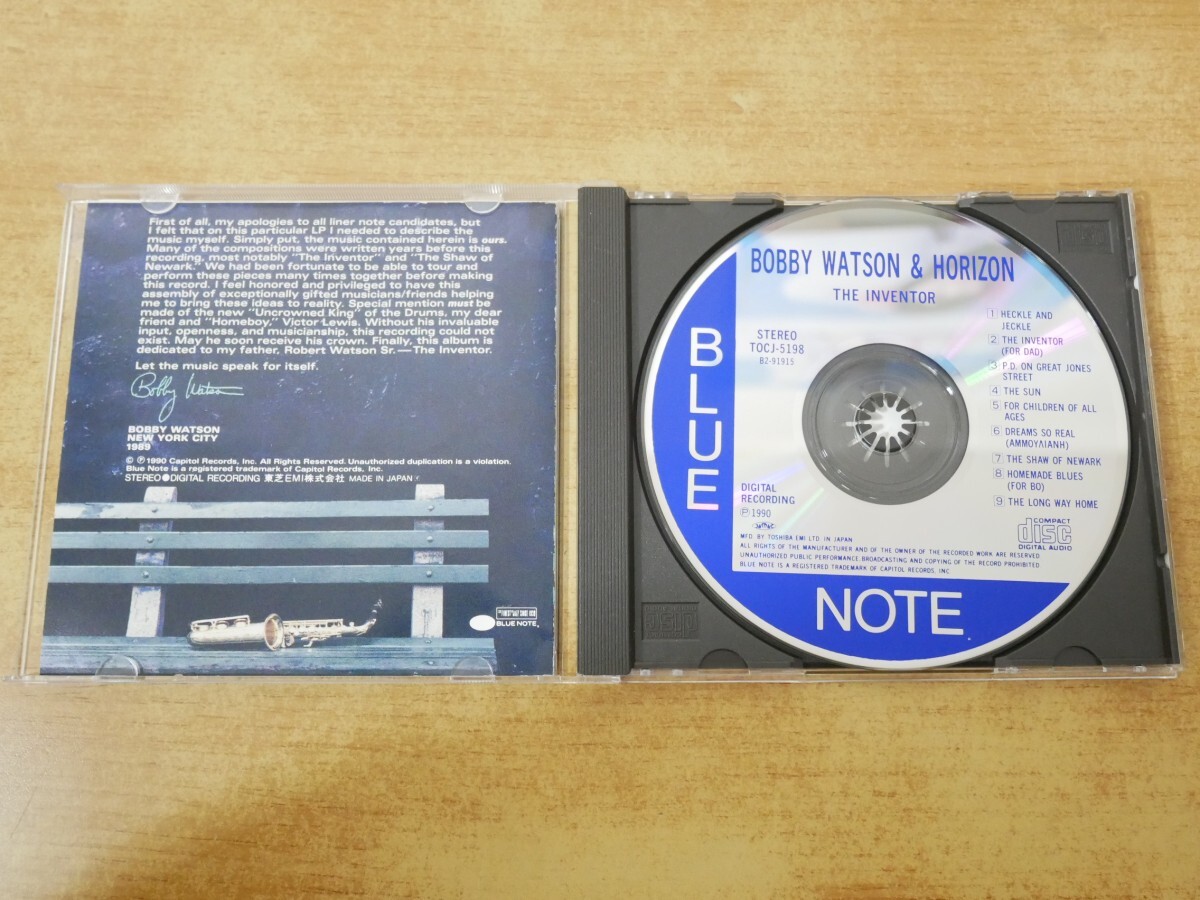 First of all, my apologies to all liner note candidates, but
I felt that on this particular LP I needed to describe the
music myself. Simply put, the music contained herein is ours.
Many of the compositions were written years before this
recording, most notably "The Inventor" and "The Shaw of
Newark." We had been fortunate to be able to tour and
perform these pieces many times together before making
this record. I feel honored and privileged to have this
assembly of exceptionally gifted musicians/friends helping
me to bring these ideas to reality. Special mention must be
made of the new "Uncrowned King" of the Drums, my dear
friend and "Homeboy," Victor Lewis. Without his invaluable
input, openness, and musicianship, this recording could not
exist. May he soon receive his crown. Finally, this album is
dedicated to my father, Robert Watson Sr.—The Inventor.
Let the music speak for itself.
Bobby Watson
BOBBY WATSON
NEW YORK CITY
1989
© ℗ 1990 Capitol Records, Inc. All Rights Reserved. Unauthorized duplication is a violation.
Blue Note is a registered trademark of Capitol Records, Inc.
STEREO●DIGITAL RECORDING 東芝EMI株式会社 MADE IN JAPAN
BLUE NOTE
BOBBY WATSON & HORIZON
THE INVENTOR
STEREO
TOCJ-5198
B2-91915
1 HECKLE AND
JECKLE
2 THE INVENTOR
(FOR DAD)
3 P.D. ON GREAT JONES
STREET
4 THE SUN
5 FOR CHILDREN OF ALL
AGES
6 DREAMS SO REAL
(ΑΜΜΟΥΛΙΑΝΗ)
7 THE SHAW OF NEWARK
8 HOMEMADE BLUES
(FOR BO)
9 THE LONG WAY HOME
DIGITAL
RECORDING
℗ 1990
COMPACT
disc
DIGITAL AUDIO
MFD. BY TOSHIBA EMI LTD. IN JAPAN
ALL RIGHTS OF THE MANUFACTURER AND OF THE OWNER OF THE RECORDED WORK ARE RESERVED
UNAUTHORIZED PUBLIC PERFORMANCE, BROADCASTING AND COPYING OF THE RECORD PROHIBITED
BLUE NOTE IS A REGISTERED TRADEMARK OF CAPITOL RECORDS, INC.
BLUE
NOTE